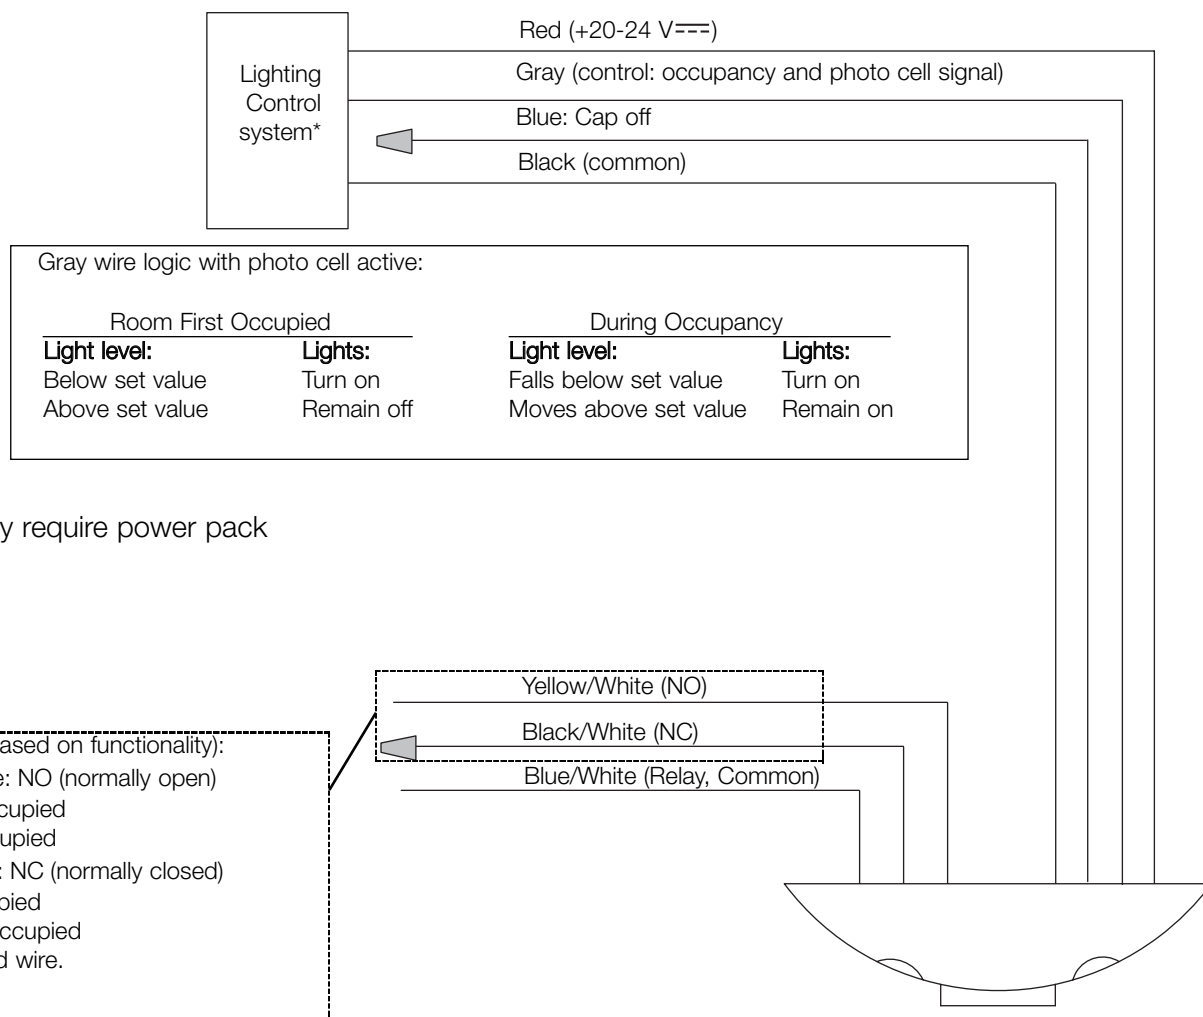 Red (+20-24 V⎓)
Gray (control: occupancy and photo cell signal)
Lighting
Control
system*
Blue: Cap off
Black (common)
Gray wire logic with photo cell active:
Room First Occupied During Occupancy
Light level: Lights: Light level: Lights:
Below set value Turn on Falls below set value Turn on
Above set value Remain off Moves above set value Remain on
y require power pack
Yellow/White (NO)
Black/White (NC)
Blue/White (Relay, Common)
ased on functionality):
e: NO (normally open)
cupied
upied
: NC (normally closed)
pied
ccupied
d wire.